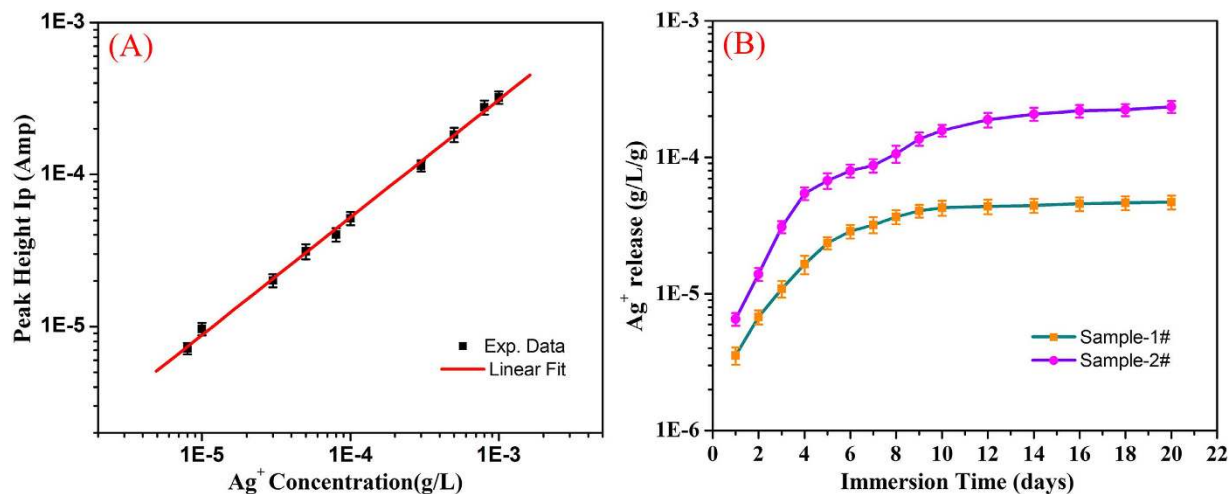 (A)
1E-3
1E-4
1E-5
Peak Height Ip (Amp)
Exp. Data
Linear Fit
1E-5 1E-4 1E-3
Ag⁺ Concentration(g/L)
(B)
1E-3
1E-4
1E-5
1E-6
Ag⁺ release (g/L/g)
Sample-1#
Sample-2#
0 2 4 6 8 10 12 14 16 18 20 22
Immersion Time (days)